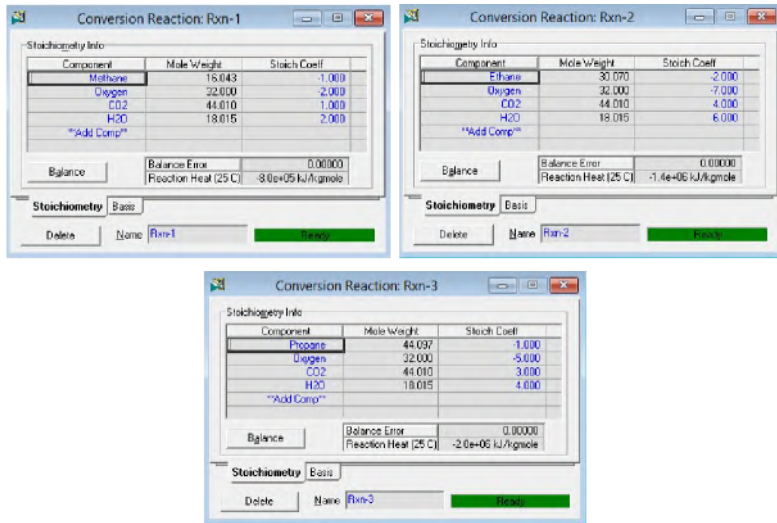 Conversion Reaction: Rxn-1
Stoichiometry Info
Component Mole Weight Stoich Coeff
Methane 16.043 -1.000
Oxygen 32.000 -2.000
CO2 44.010 1.000
H2O 18.015 2.000
**Add Comp**
Balance
Balance Error 0.00000
Reaction Heat (25 C) -8.0e+05 kJ/kgmole
Stoichiometry Basis
Delete Name Rxn-1 Ready
Conversion Reaction: Rxn-2
Stoichiometry Info
Component Mole Weight Stoich Coeff
Ethane 30.070 -2.000
Oxygen 32.000 -7.000
CO2 44.010 4.000
H2O 18.015 6.000
**Add Comp**
Balance
Balance Error 0.00000
Reaction Heat (25 C) -1.4e+06 kJ/kgmole
Stoichiometry Basis
Delete Name Rxn-2 Ready
Conversion Reaction: Rxn-3
Stoichiometry Info
Component Mole Weight Stoich Coeff
Propane 44.097 -1.000
Oxygen 32.000 -5.000
CO2 44.010 3.000
H2O 18.015 4.000
**Add Comp**
Balance
Balance Error 0.00000
Reaction Heat (25 C) -2.0e+06 kJ/kgmole
Stoichiometry Basis
Delete Name Rxn-3 Ready